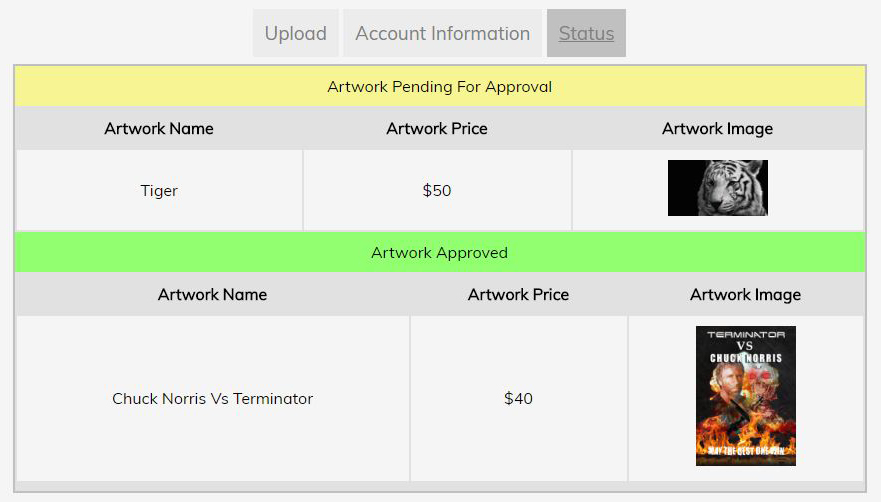 Upload Account Information Status
Artwork Pending For Approval
Artwork Name Artwork Price Artwork Image
Tiger $50
Artwork Approved
Artwork Name Artwork Price Artwork Image
TERMINATOR
VS
CHUCK NORRIS
Chuck Norris Vs Terminator $40
MAY THE BEST ONE WIN